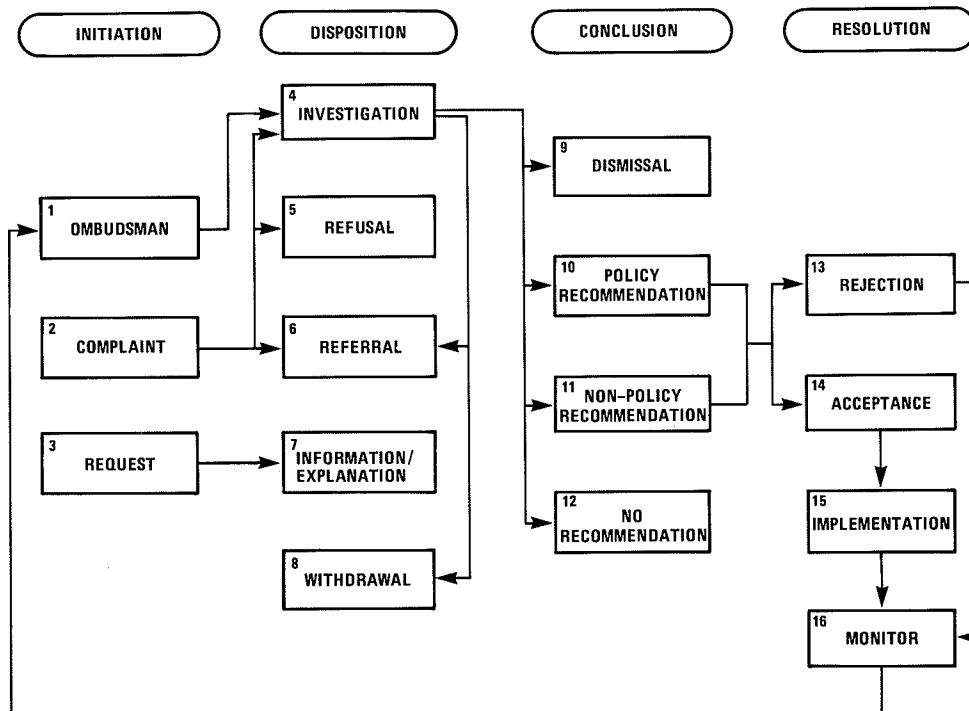 INITIATION
DISPOSITION
CONCLUSION
RESOLUTION
1
OMBUDSMAN
2
COMPLAINT
3
REQUEST
4
INVESTIGATION
5
REFUSAL
6
REFERRAL
7
INFORMATION/
EXPLANATION
8
WITHDRAWAL
9
DISMISSAL
10
POLICY
RECOMMENDATION
11
NON-POLICY
RECOMMENDATION
12
NO
RECOMMENDATION
13
REJECTION
14
ACCEPTANCE
15
IMPLEMENTATION
16
MONITOR